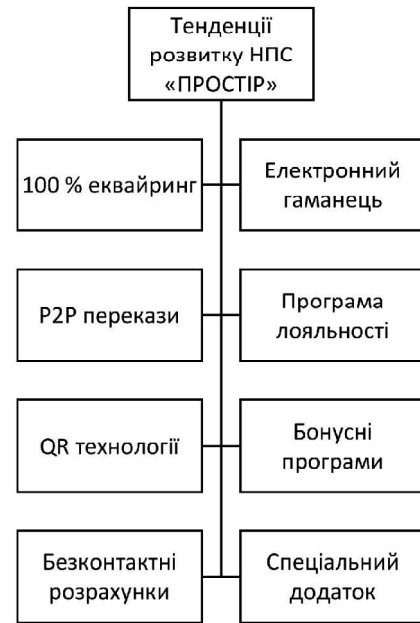 Тенденції
розвитку НПС
«ПРОСТІР»
100 % еквайринг
Електронний
гаманець
P2P перекази
Програма
лояльності
QR технології
Бонусні
програми
Безконтактні
розрахунки
Спеціальний
додаток